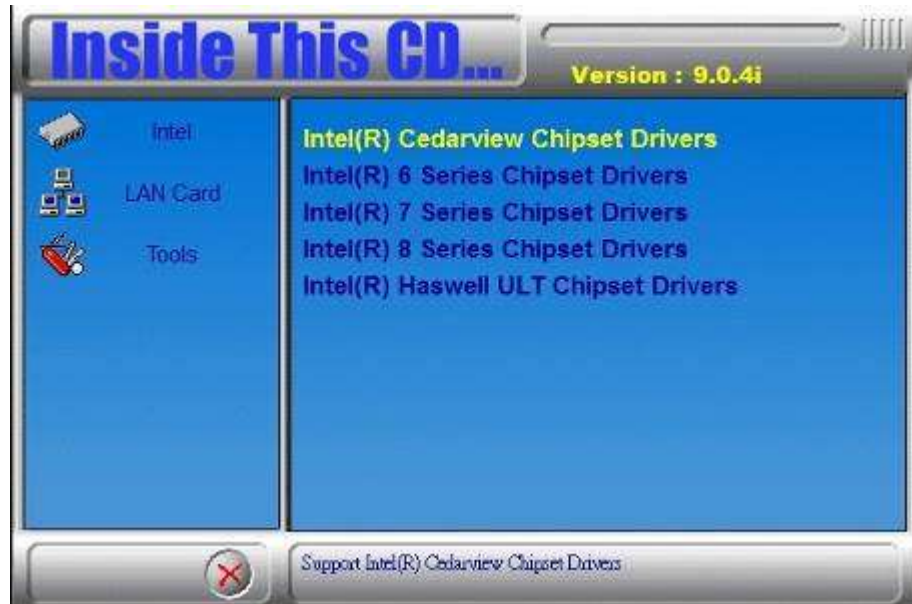 Inside This CD...
Version : 9.0.4i
Intel
LAN Card
Tools
Intel(R) Cedarview Chipset Drivers
Intel(R) 6 Series Chipset Drivers
Intel(R) 7 Series Chipset Drivers
Intel(R) 8 Series Chipset Drivers
Intel(R) Haswell ULT Chipset Drivers
Support Intel(R) Cedarview Chipset Drivers